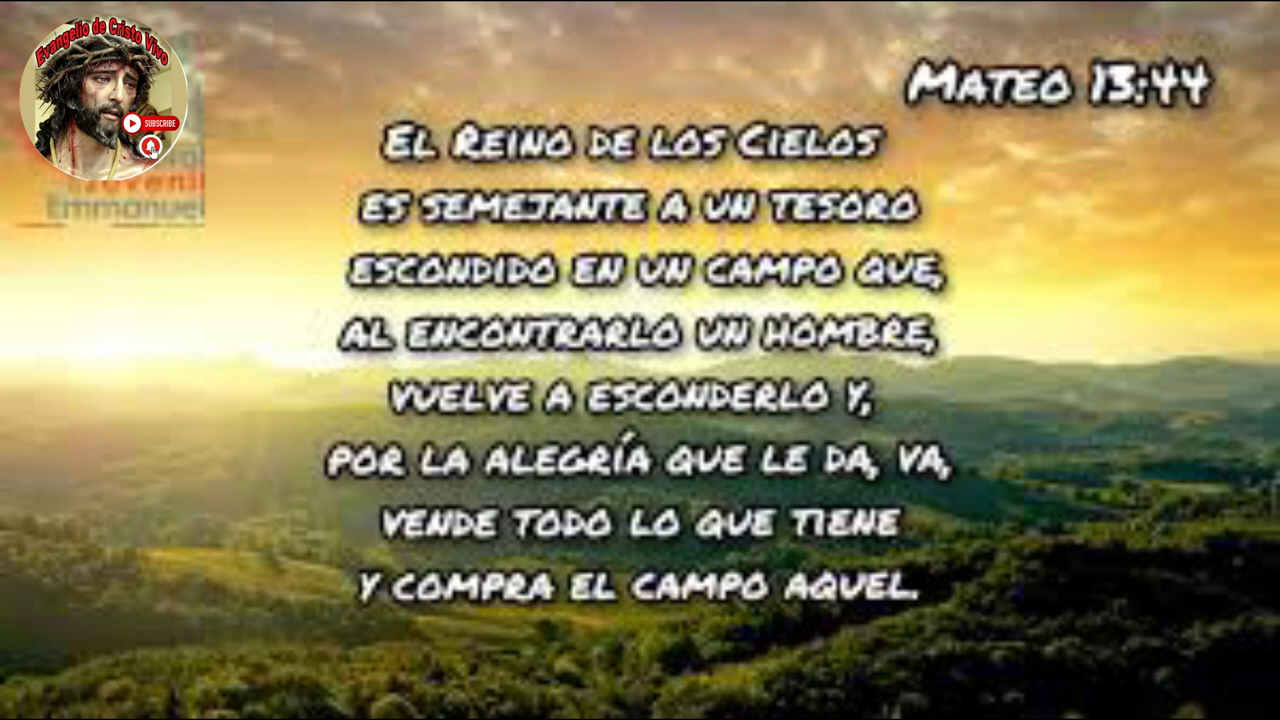 Evangelio de Cristo Vivo
SUBSCRIBE
Juvenil
Emmanuel
MATEO 13:44
EL REINO DE LOS CIELOS
ES SEMEJANTE A UN TESORO
ESCONDIDO EN UN CAMPO QUE,
AL ENCONTRARLO UN HOMBRE,
VUELVE A ESCONDERLO Y,
POR LA ALEGRÍA QUE LE DA, VA,
VENDE TODO LO QUE TIENE
Y COMPRA EL CAMPO AQUEL.